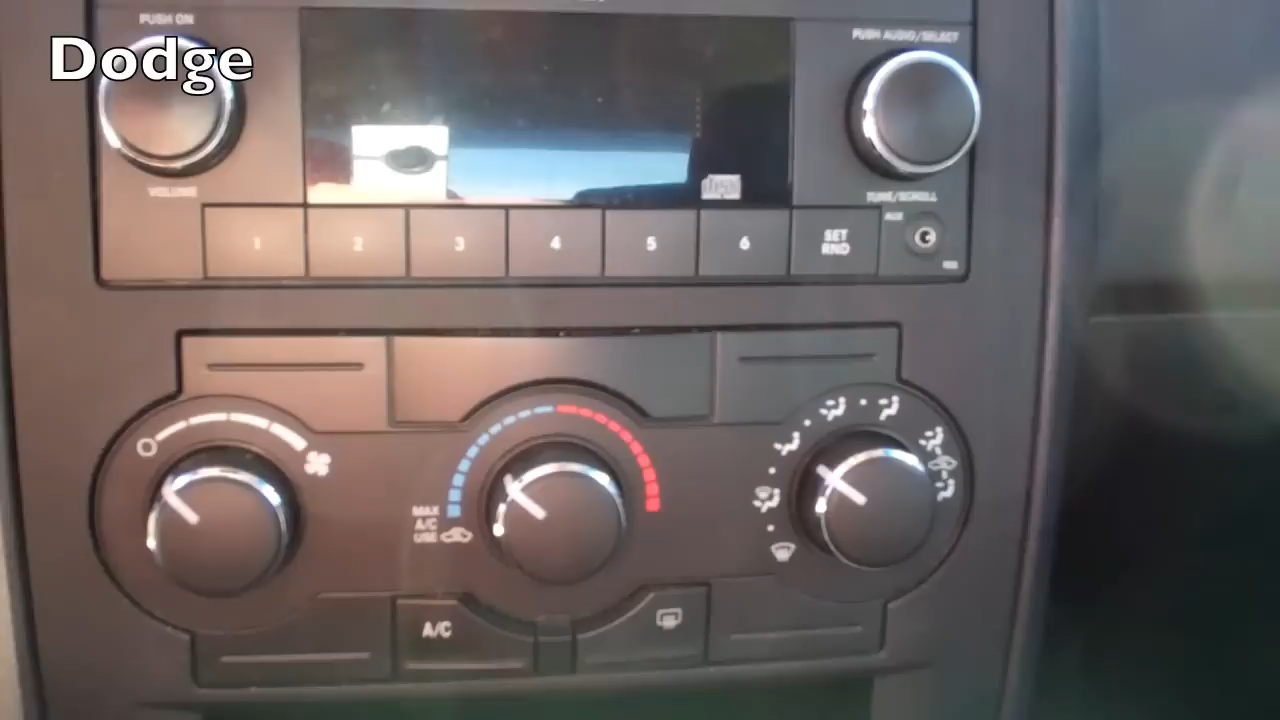 PUSH ON
Dodge
PUSH AUDIO/SELECT
VOLUME
disc
TUNE/SCROLL
AUX
1 2 3 4 5 6 SET RND
MAX
A/C
USE
A/C